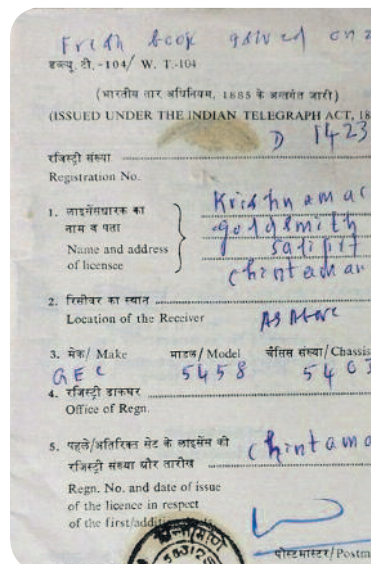 Fresh book issued on
डब्ल्यू. टी.-104/ W. T.-104
(भारतीय तार अधिनियम, 1885 के अन्तर्गत जारी)
(ISSUED UNDER THE INDIAN TELEGRAPH ACT, 18
D 1423
रजिस्ट्री संख्या
Registration No.
1. लाइसेंसधारक का
नाम व पता
Name and address
of licensee
Krishnamac
goldsmith
chintaman
2. रिसीवर का स्थान
Location of the Receiver
As Above
3. मेक/ Make माडल/ Model चैसिस संख्या/Chassis
GEC 5458 5403
4. रजिस्ट्री डाकघर
Office of Regn.
5. पहले/अतिरिक्त सेट के लाइसेंस की
रजिस्ट्री संख्या और तारीख
Chintama
Regn. No. and date of issue
of the licence in respect
of the first/additi
पोस्टमास्टर/Postm